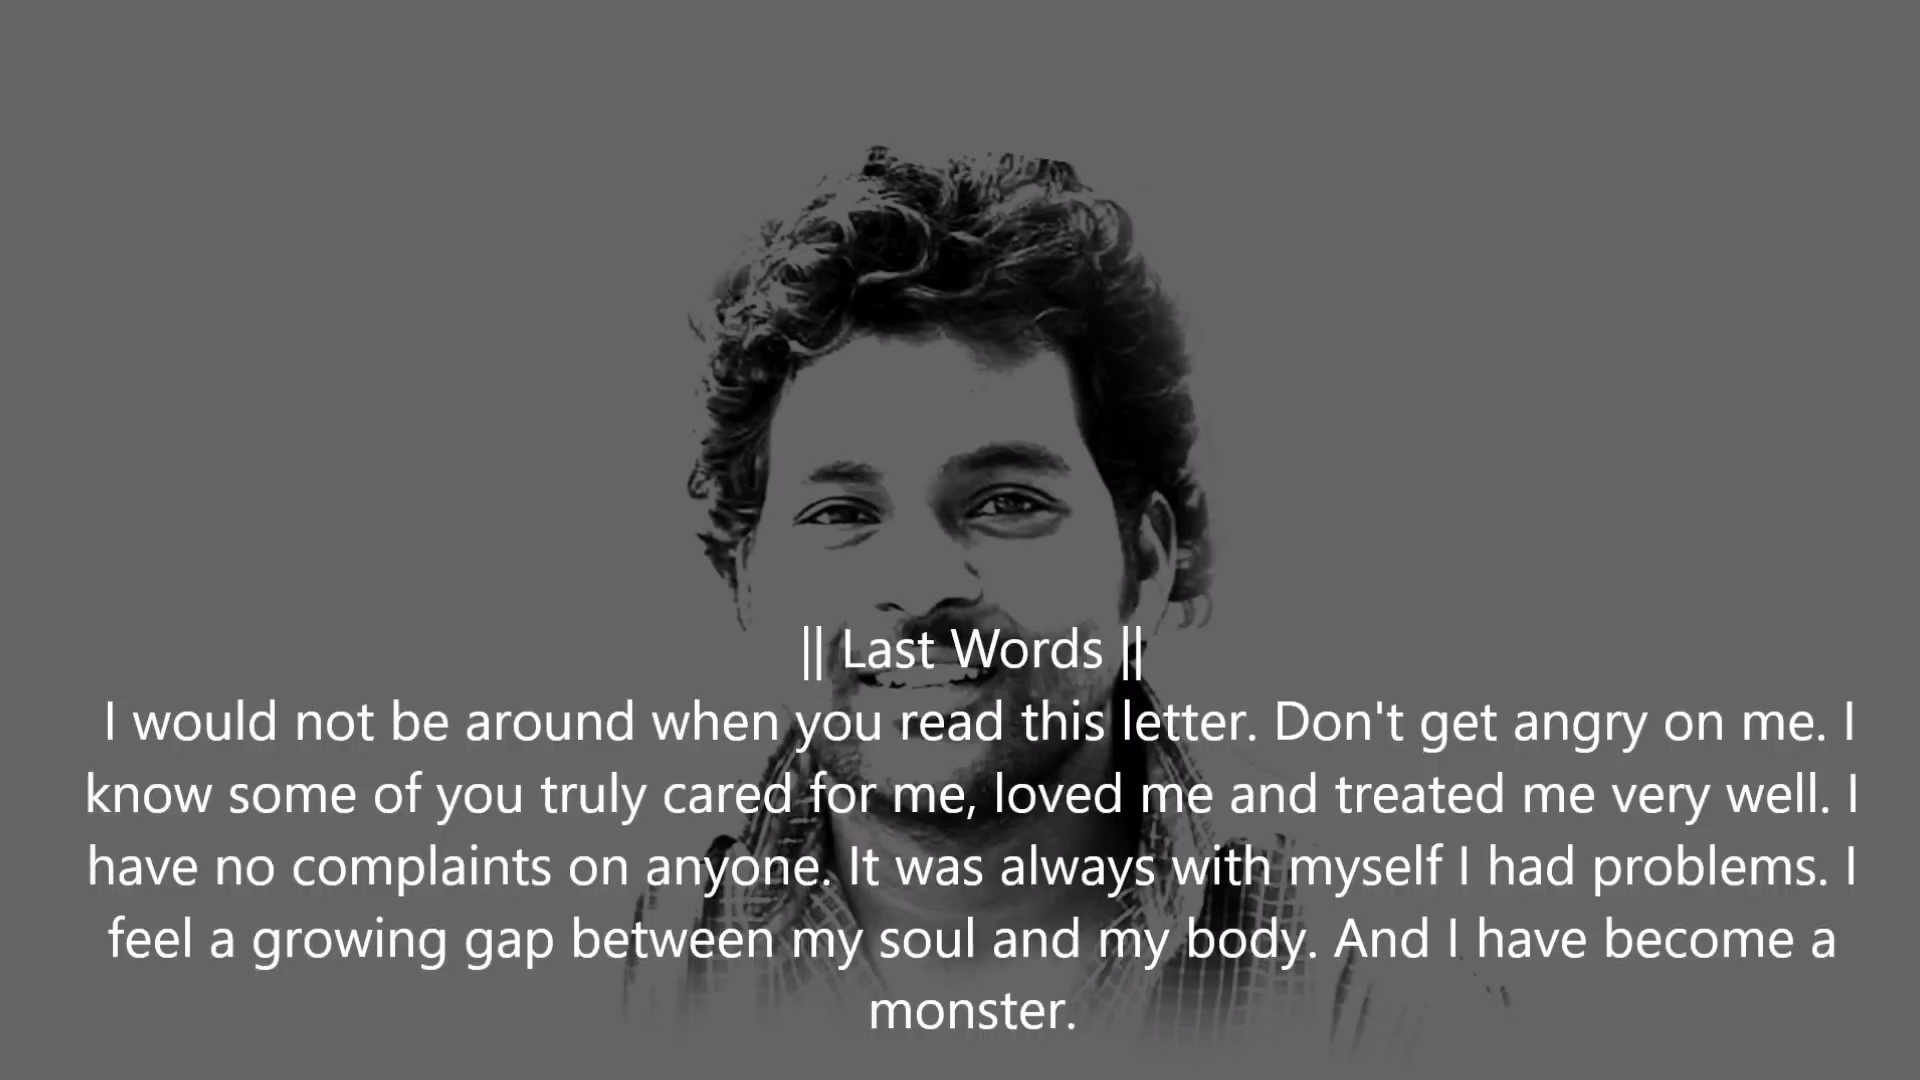 || Last Words ||
I would not be around when you read this letter. Don't get angry on me. I
know some of you truly cared for me, loved me and treated me very well. I
have no complaints on anyone. It was always with myself I had problems. I
feel a growing gap between my soul and my body. And I have become a
monster.